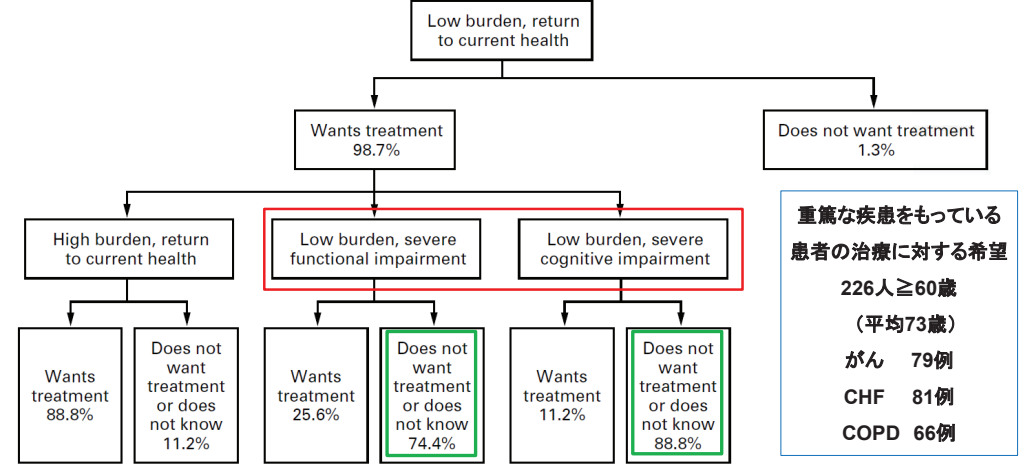 Low burden, return
to current health
Wants treatment
98.7%
Does not want treatment
1.3%
High burden, return
to current health
Low burden, severe
functional impairment
Low burden, severe
cognitive impairment
Wants
treatment
88.8%
Does not
want
treatment
or does
not know
11.2%
Wants
treatment
25.6%
Does not
want
treatment
or does
not know
74.4%
Wants
treatment
11.2%
Does not
want
treatment
or does
not know
88.8%
重篤な疾患をもっている
患者の治療に対する希望
226人≧60歳
（平均73歳）
がん 79例
CHF 81例
COPD 66例